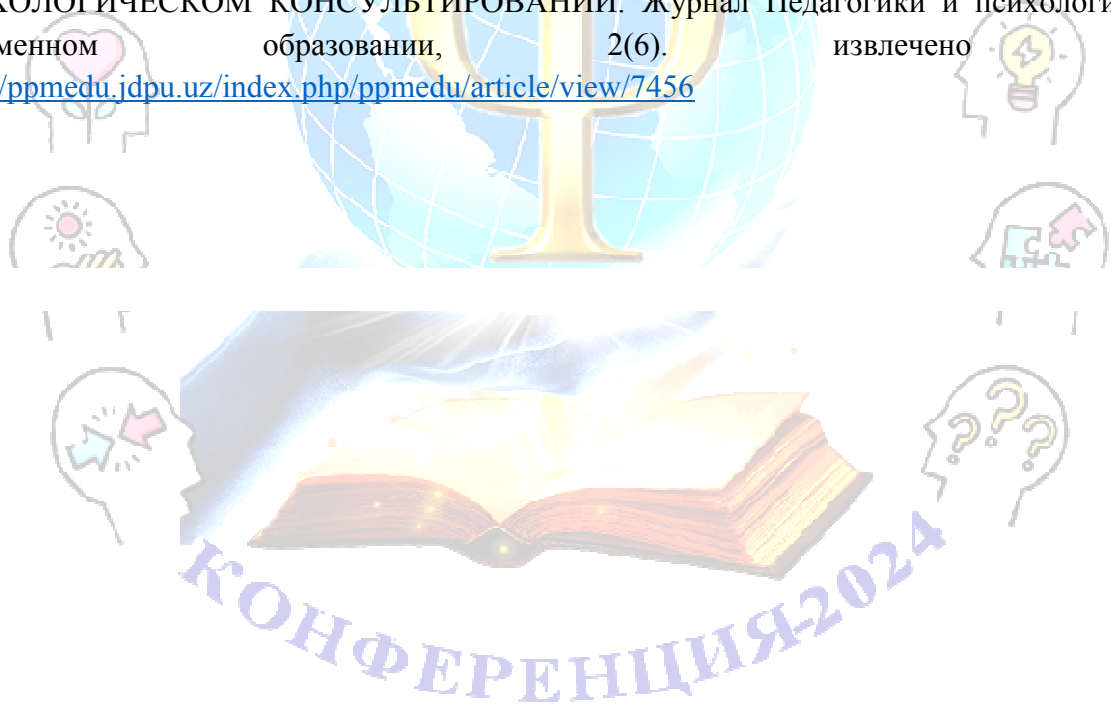 КОЛОГИЧЕСКОМ КОНСУЛЬТИРОВАНИИ. Журнал Педагогики и психологи
менном образовании, 2(6). извлечено
/ppmedu.jdpu.uz/index.php/ppmedu/article/view/7456
КОНФЕРЕНЦИЯ-2024